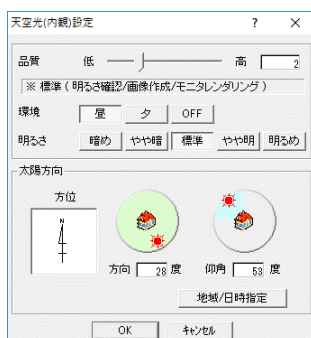 天空光(内観)設定 ? ×
品質 低 高 2
※ 標準 ( 明るさ確認/画像作成/モニタレンダリング )
環境 昼 夕 OFF
明るさ 暗め やや暗 標準 やや明 明るめ
太陽方向
方位
N
方向 28 度 仰角 53 度
地域/日時指定
OK キャンセル